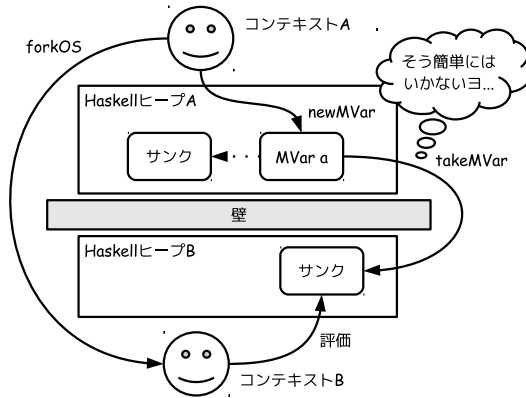 コンテキストA
forkOS
そう簡単には
いかないヨ...
HaskellヒープA
newMVar
サンク
MVar a
takeMVar
壁
HaskellヒープB
サンク
評価
コンテキストB